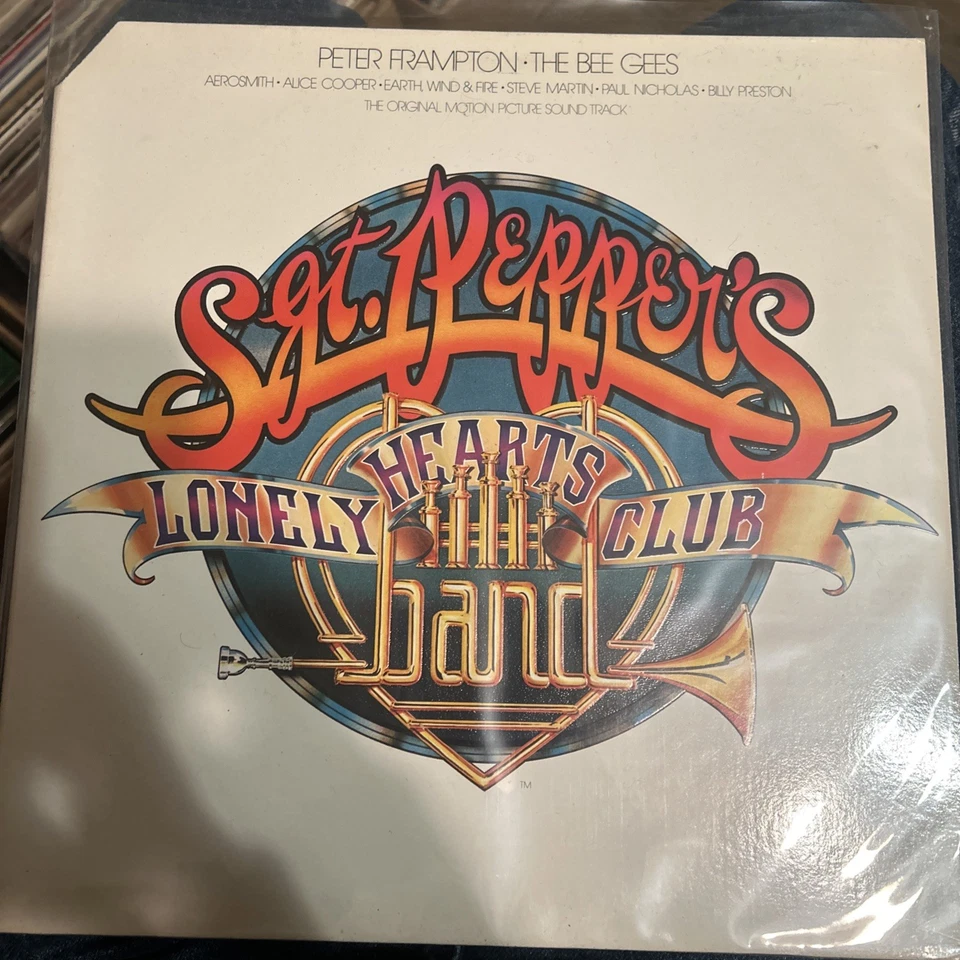 PETER FRAMPTON • THE BEE GEES
AEROSMITH • ALICE COOPER • EARTH, WIND & FIRE • STEVE MARTIN • PAUL NICHOLAS • BILLY PRESTON
THE ORIGINAL MOTION PICTURE SOUND TRACK
Sgt. Pepper's
LONELY HEARTS CLUB
band
TM